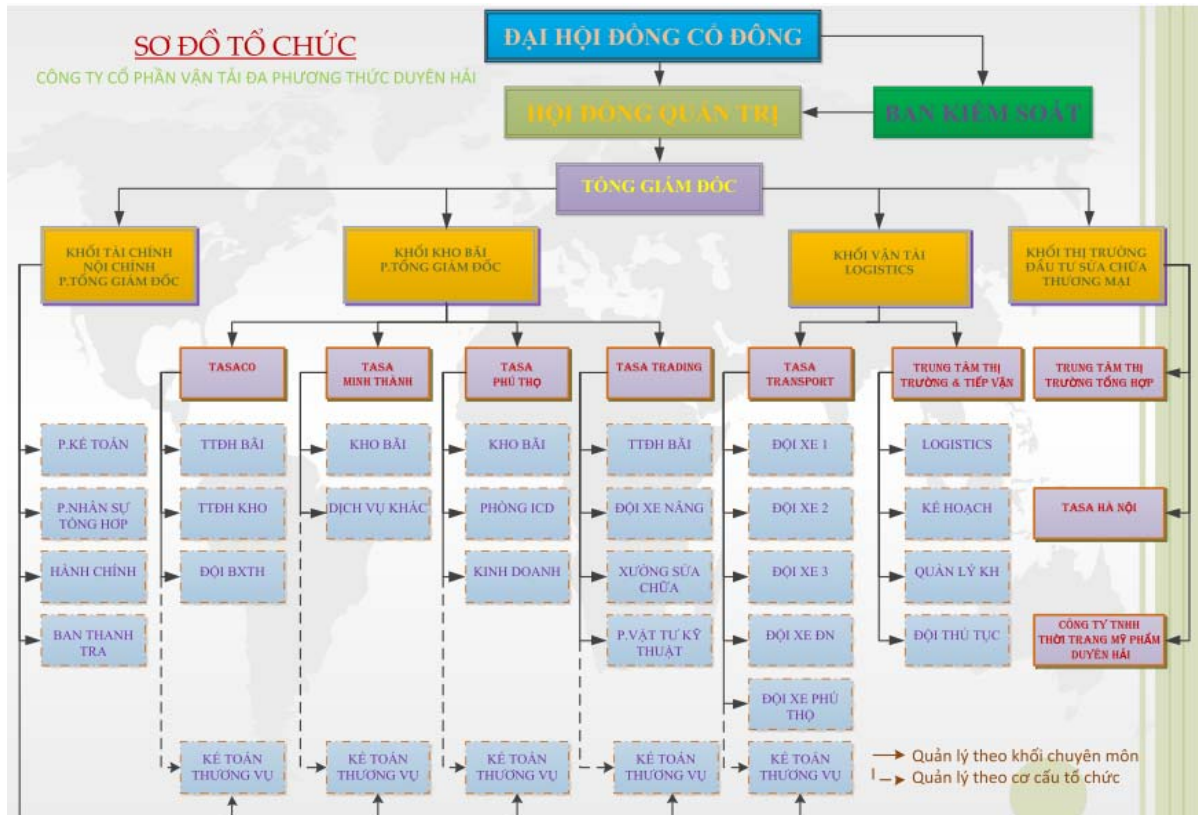 SƠ ĐỒ TỔ CHỨC
CÔNG TY CỔ PHẦN VẬN TẢI ĐA PHƯƠNG THỨC DUYÊN HẢI
ĐẠI HỘI ĐỒNG CỔ ĐÔNG
HỘI ĐỒNG QUẢN TRỊ
BAN KIỂM SOÁT
TỔNG GIÁM ĐỐC
KHỐI TÀI CHÍNH
NỘI CHÍNH
P.TỔNG GIÁM ĐỐC
KHỐI KHO BÃI
P.TỔNG GIÁM ĐỐC
KHỐI VẬN TẢI
LOGISTICS
KHỐI THỊ TRƯỜNG
ĐẦU TƯ SỬA CHỮA
THƯƠNG MẠI
TASACO
TASA
MINH THÀNH
TASA
PHÚ THỌ
TASA TRADING
TASA
TRANSPORT
TRUNG TÂM THỊ
TRƯỜNG & TIẾP VẬN
TRUNG TÂM THỊ
TRƯỜNG TỔNG HỢP
P.KẾ TOÁN
TTĐH BÃI
KHO BÃI
KHO BÃI
TTĐH BÃI
ĐỘI XE 1
LOGISTICS
P.NHÂN SỰ
TỔNG HỢP
TTĐH KHO
DỊCH VỤ KHÁC
PHÒNG ICD
ĐỘI XE NÂNG
ĐỘI XE 2
KẾ HOẠCH
TASA HÀ NỘI
HÀNH CHÍNH
ĐỘI BXTH
KINH DOANH
XƯỞNG SỬA
CHỮA
ĐỘI XE 3
QUẢN LÝ KH
BAN THANH
TRA
P.VẬT TƯ KỸ
THUẬT
ĐỘI XE ĐN
ĐỘI THỦ TỤC
CÔNG TY TNHH
THỜI TRANG MỸ PHẨM
DUYÊN HẢI
ĐỘI XE PHÚ
THỌ
KẾ TOÁN
THƯƠNG VỤ
KẾ TOÁN
THƯƠNG VỤ
KẾ TOÁN
THƯƠNG VỤ
KẾ TOÁN
THƯƠNG VỤ
KẾ TOÁN
THƯƠNG VỤ
Quản lý theo khối chuyên môn
Quản lý theo cơ cấu tổ chức